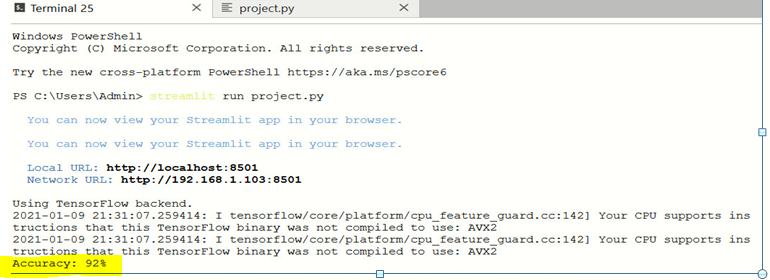 Terminal 25
project.py
Windows PowerShell
Copyright (C) Microsoft Corporation. All rights reserved.
Try the new cross-platform PowerShell https://aka.ms/pscore6
PS C:\Users\Admin> streamlit run project.py
You can now view your Streamlit app in your browser.
You can now view your Streamlit app in your browser.
Local URL: http://localhost:8501
Network URL: http://192.168.1.103:8501
Using TensorFlow backend.
2021-01-09 21:31:07.259414: I tensorflow/core/platform/cpu_feature_guard.cc:142] Your CPU supports ins
tructions that this TensorFlow binary was not compiled to use: AVX2
2021-01-09 21:31:07.259414: I tensorflow/core/platform/cpu_feature_guard.cc:142] Your CPU supports ins
tructions that this TensorFlow binary was not compiled to use: AVX2
Accuracy: 92%